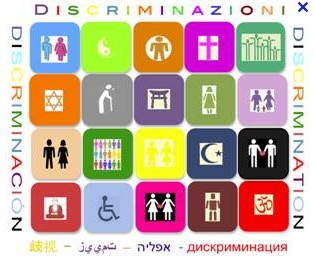 DISCRIMINAZIONI
DISCRIMINACIÓN
DISCRIMINATION
歧视 – تمييز – אפליה - дискриминация